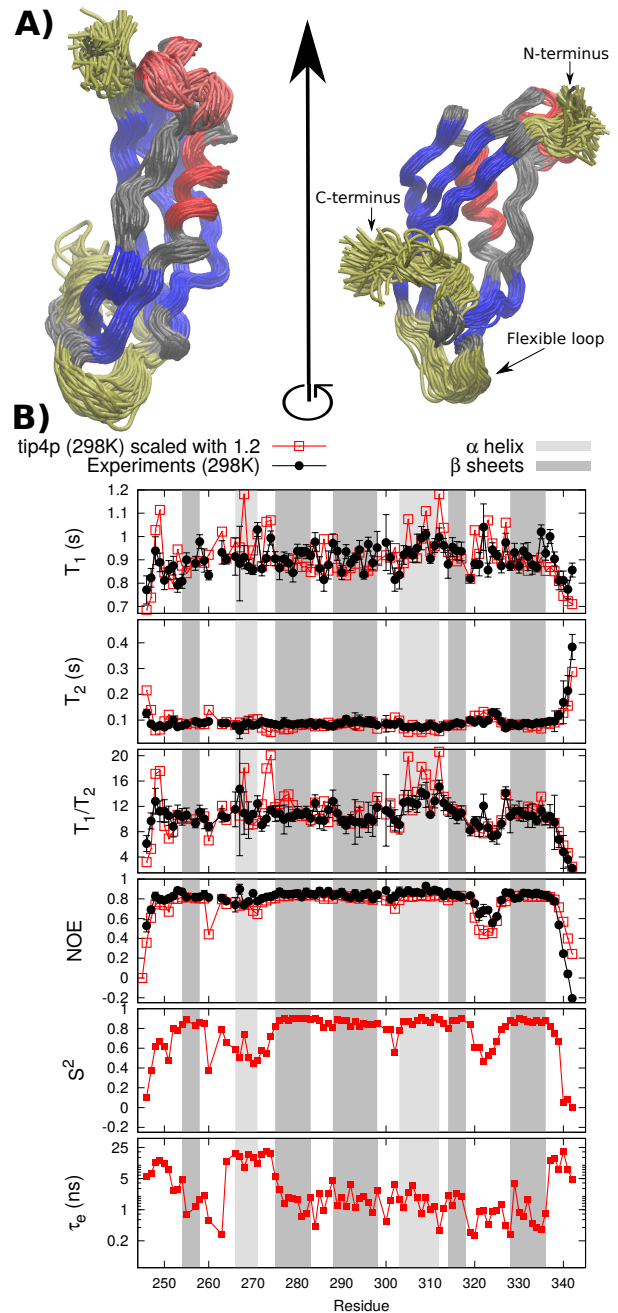 A)
N-terminus
C-terminus
Flexible loop
B)
tip4p (298K) scaled with 1.2
Experiments (298K)
α helix
β sheets
1.2
1.1
1
0.9
0.8
0.7
T1 (s)
0.4
0.3
0.2
0.1
T2 (s)
20
16
12
8
4
T1/T2
1
0.8
0.6
0.4
0.2
0
-0.2
NOE
1
0.8
0.6
0.4
0.2
0
-0.2
S2
25
5
1
0.2
τe (ns)
250 260 270 280 290 300 310 320 330 340
Residue